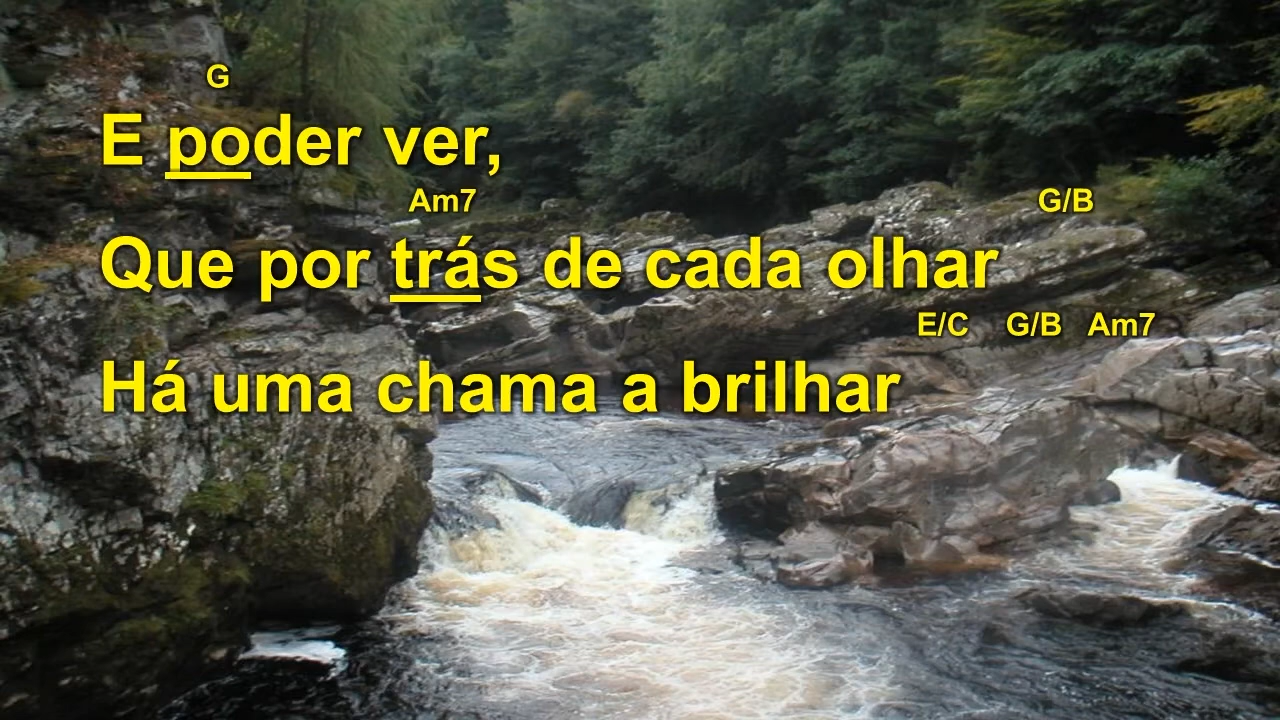 G
E poder ver,
Am7 G/B
Que por trás de cada olhar
E/C G/B Am7
Há uma chama a brilhar